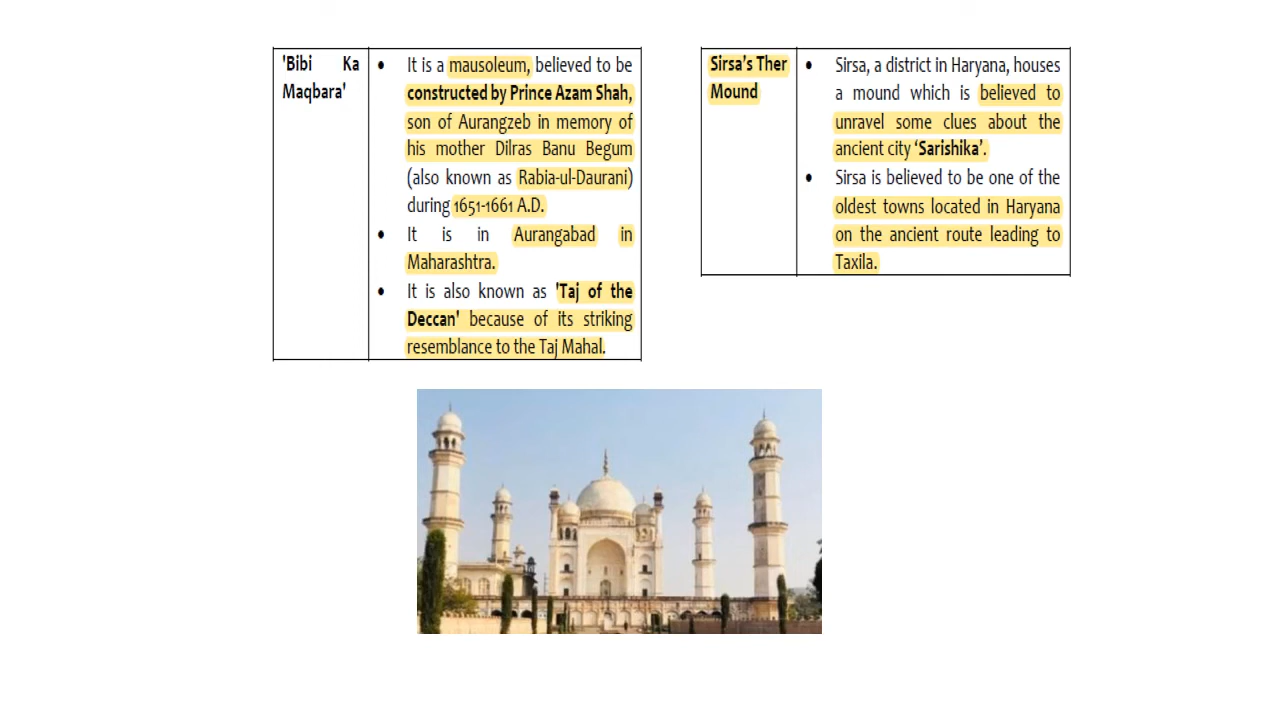 'Bibi Ka
Maqbara'
• It is a mausoleum, believed to be
constructed by Prince Azam Shah,
son of Aurangzeb in memory of
his mother Dilras Banu Begum
(also known as Rabia-ul-Daurani)
during 1651-1661 A.D.
• It is in Aurangabad in
Maharashtra.
• It is also known as 'Taj of the
Deccan' because of its striking
resemblance to the Taj Mahal.
Sirsa's Ther
Mound
• Sirsa, a district in Haryana, houses
a mound which is believed to
unravel some clues about the
ancient city ‘Sarishika’.
• Sirsa is believed to be one of the
oldest towns located in Haryana
on the ancient route leading to
Taxila.